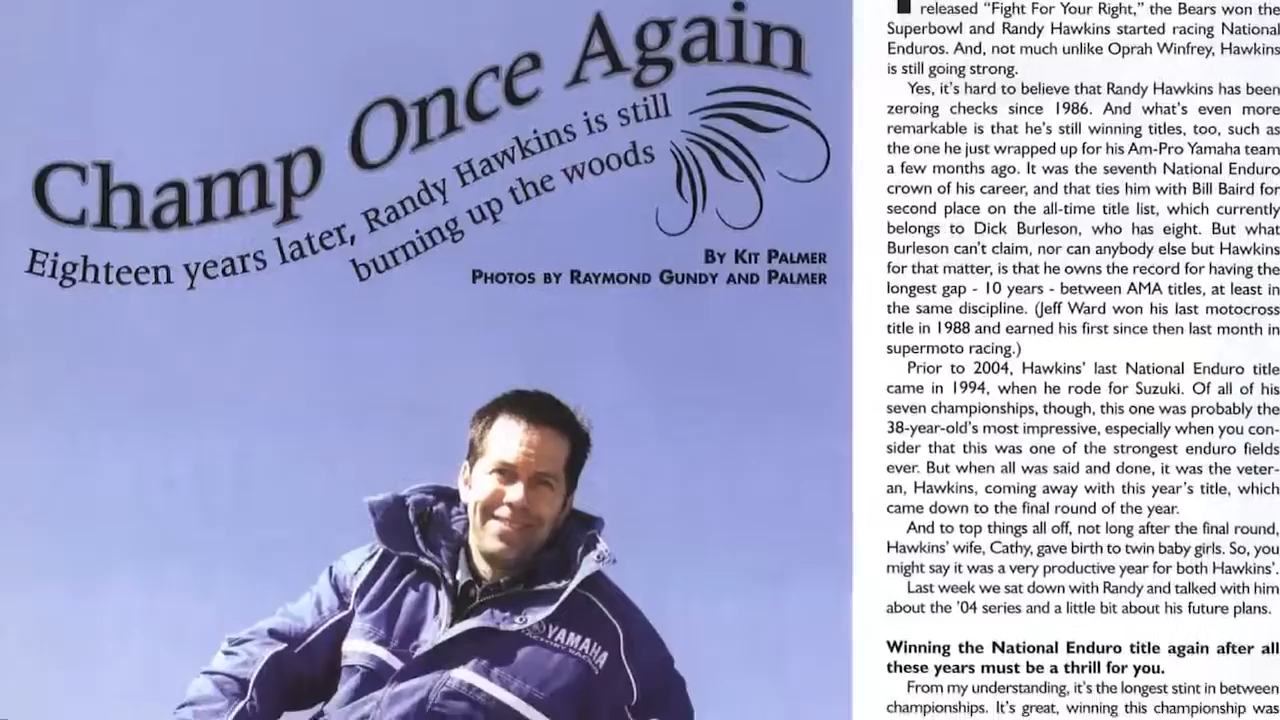 Champ Once Again
Eighteen years later, Randy Hawkins is still
burning up the woods
BY KIT PALMER
PHOTOS BY RAYMOND GUNDY AND PALMER
YAMAHA
FACTORY RACING
released “Fight For Your Right,” the Bears won the
Superbowl and Randy Hawkins started racing National
Enduros. And, not much unlike Oprah Winfrey, Hawkins
is still going strong.
Yes, it’s hard to believe that Randy Hawkins has been
zeroing checks since 1986. And what’s even more
remarkable is that he’s still winning titles, too, such as
the one he just wrapped up for his Am-Pro Yamaha team
a few months ago. It was the seventh National Enduro
crown of his career, and that ties him with Bill Baird for
second place on the all-time title list, which currently
belongs to Dick Burleson, who has eight. But what
Burleson can’t claim, nor can anybody else but Hawkins
for that matter, is that he owns the record for having the
longest gap - 10 years - between AMA titles, at least in
the same discipline. (Jeff Ward won his last motocross
title in 1988 and earned his first since then last month in
supermoto racing.)
Prior to 2004, Hawkins’ last National Enduro title
came in 1994, when he rode for Suzuki. Of all of his
seven championships, though, this one was probably the
38-year-old’s most impressive, especially when you con-
sider that this was one of the strongest enduro fields
ever. But when all was said and done, it was the veter-
an, Hawkins, coming away with this year’s title, which
came down to the final round of the year.
And to top things all off, not long after the final round,
Hawkins’ wife, Cathy, gave birth to twin baby girls. So, you
might say it was a very productive year for both Hawkins’.
Last week we sat down with Randy and talked with him
about the ’04 series and a little bit about his future plans.
Winning the National Enduro title again after all
these years must be a thrill for you.
From my understanding, it’s the longest stint in between
championships. It’s great, winning this championship was